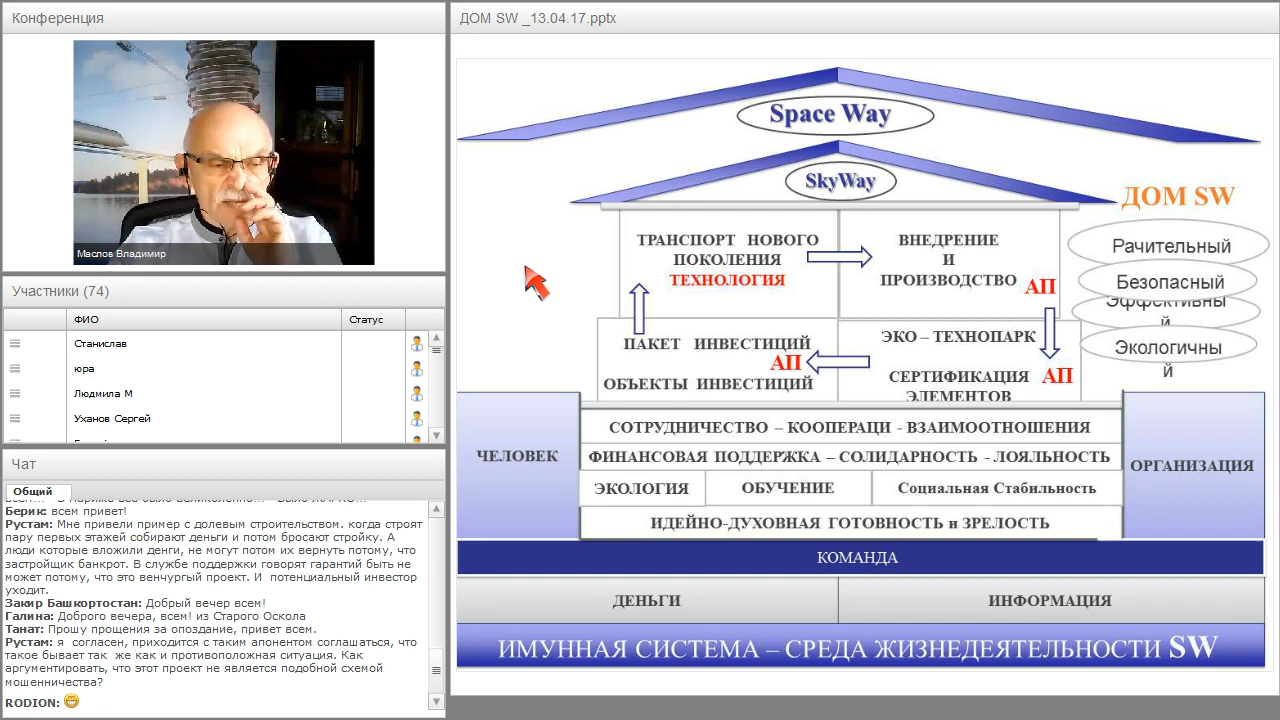 Конференция
Маслов Владимир
Участники (74)
ФИО
Статус
Станислав
юра
Людмила М
Уханов Сергей
Чат
Общий
Берик: всем привет!
Рустам: Мне привели пример с долевым строительством. когда строят
пару первых этажей собирают деньги и потом бросают стройку. А
люди которые вложили денги, не могут потом их вернуть потому, что
застройщик банкрот. В службе поддержки говорят гарантий быть не
может потому, что это венчургый проект. И потенциальный инвестор
уходит.
Закир Башкортостан: Добрый вечер всем!
Галина: Доброго вечера, всем! из Старого Оскола
Танат: Прошу прощения за опоздание, привет всем.
Рустам: я согласен, приходится с таким апонентом соглашаться, что
такое бывает так же как и противоположная ситуация. Как
аргументировать, что этот проект не является подобной схемой
мошенничества?
RODION:
ДОМ SW _13.04.17.pptx
Space Way
SkyWay
ДОМ SW
ТРАНСПОРТ НОВОГО
ПОКОЛЕНИЯ
ТЕХНОЛОГИЯ
ВНЕДРЕНИЕ
И
ПРОИЗВОДСТВО
АП
Рачительный
Безопасный
Эффективны
й
Экологичны
й
ПАКЕТ ИНВЕСТИЦИЙ
АП
ОБЪЕКТЫ ИНВЕСТИЦИЙ
ЭКО – ТЕХНОПАРК
СЕРТИФИКАЦИЯ
ЭЛЕМЕНТОВ
АП
ЧЕЛОВЕК
СОТРУДНИЧЕСТВО – КООПЕРАЦИ - ВЗАИМООТНОШЕНИЯ
ФИНАНСОВАЯ ПОДДЕРЖКА – СОЛИДАРНОСТЬ - ЛОЯЛЬНОСТЬ
ЭКОЛОГИЯ
ОБУЧЕНИЕ
Социальная Стабильность
ИДЕЙНО-ДУХОВНАЯ ГОТОВНОСТЬ и ЗРЕЛОСТЬ
ОРГАНИЗАЦИЯ
КОМАНДА
ДЕНЬГИ
ИНФОРМАЦИЯ
ИМУННАЯ СИСТЕМА – СРЕДА ЖИЗНЕДЕЯТЕЛЬНОСТИ SW